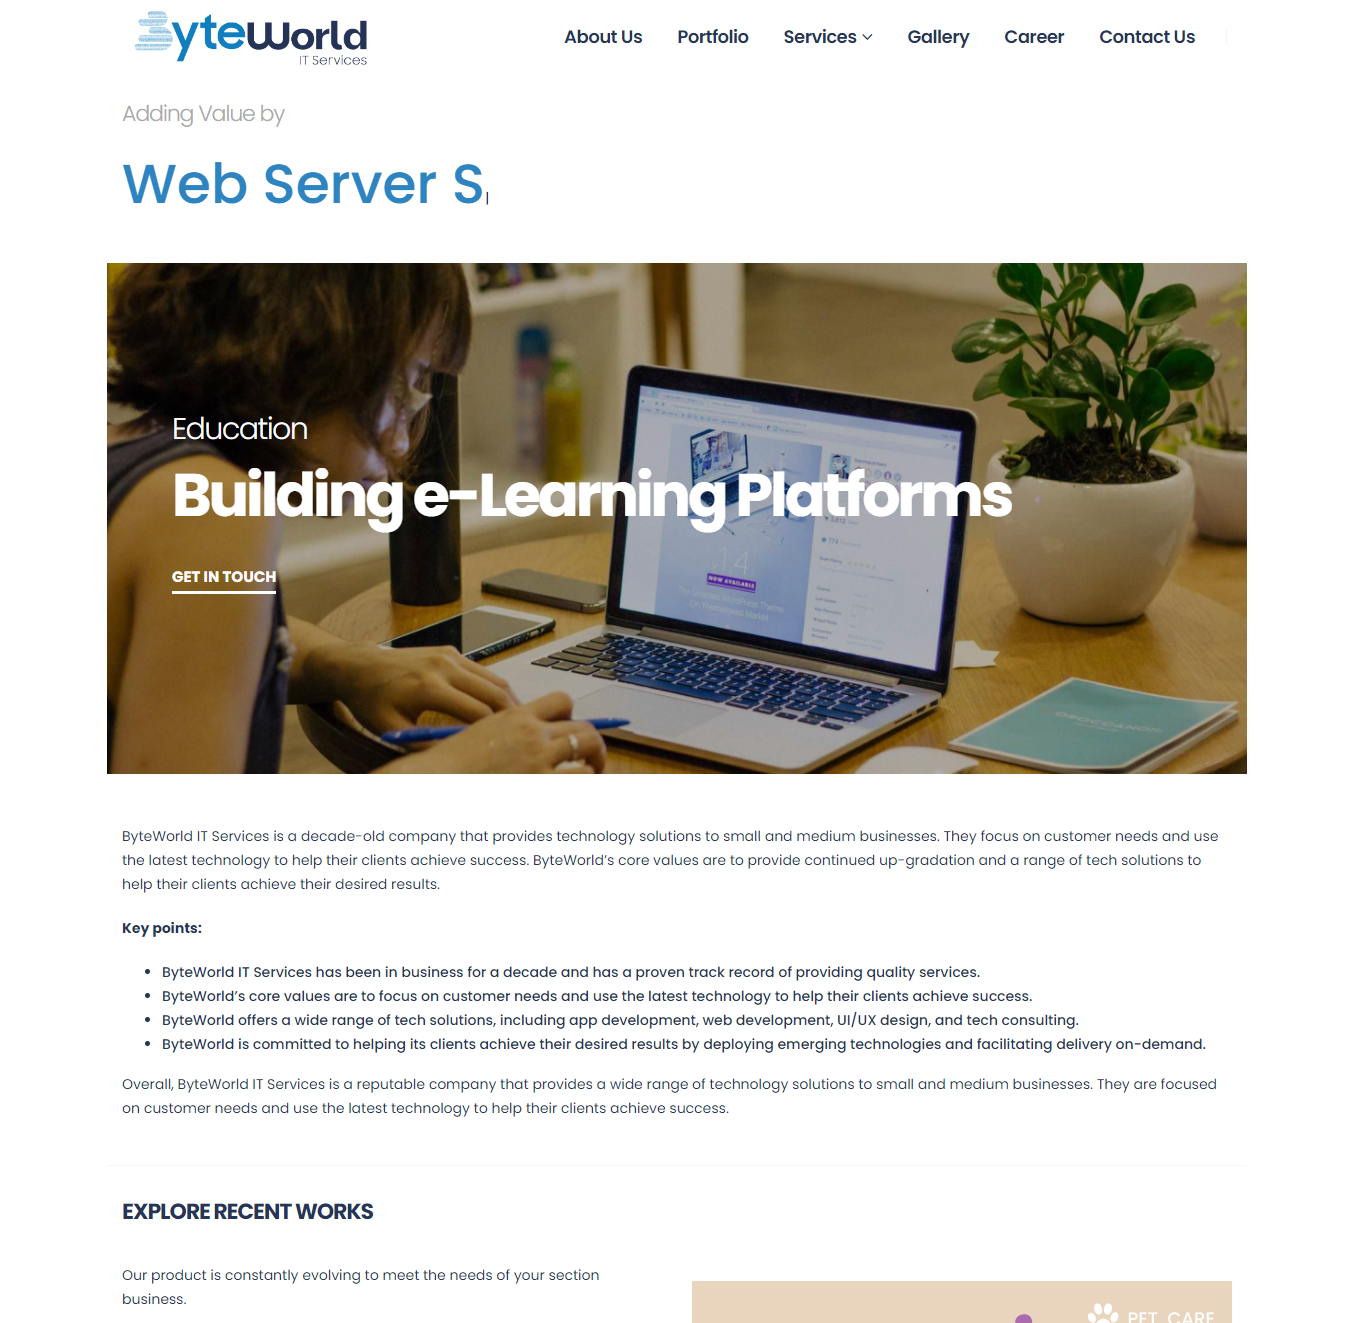 ByteWorld
IT Services
About Us Portfolio Services Gallery Career Contact Us
Adding Value by
Web Server S
Education
Building e-Learning Platforms
GET IN TOUCH
1.4
NOW AVAILABLE
ByteWorld IT Services is a decade-old company that provides technology solutions to small and medium businesses. They focus on customer needs and use
the latest technology to help their clients achieve success. ByteWorld’s core values are to provide continued up-gradation and a range of tech solutions to
help their clients achieve their desired results.
Key points:
ByteWorld IT Services has been in business for a decade and has a proven track record of providing quality services.
ByteWorld’s core values are to focus on customer needs and use the latest technology to help their clients achieve success.
ByteWorld offers a wide range of tech solutions, including app development, web development, UI/UX design, and tech consulting.
ByteWorld is committed to helping its clients achieve their desired results by deploying emerging technologies and facilitating delivery on-demand.
Overall, ByteWorld IT Services is a reputable company that provides a wide range of technology solutions to small and medium businesses. They are focused
on customer needs and use the latest technology to help their clients achieve success.
EXPLORE RECENT WORKS
Our product is constantly evolving to meet the needs of your section
business.
PET CARE